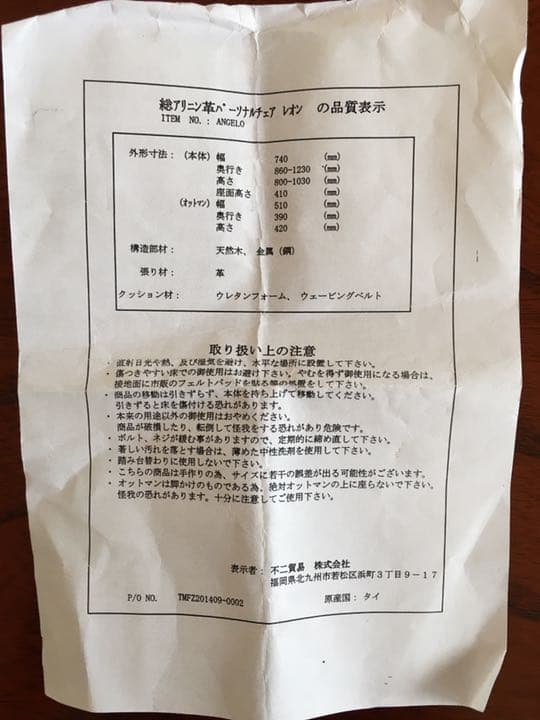 総アリニン革パーソナルチェア レオン の品質表示
ITEM NO.: ANGELO
外形寸法： (本体) 幅 740 (mm)
奥行き 860-1230 (mm)
高さ 800-1030 (mm)
座面高さ 410 (mm)
(オットマン) 幅 510 (mm)
奥行き 390 (mm)
高さ 420 (mm)
構造部材： 天然木、金属（鋼）
張り材： 革
クッション材： ウレタンフォーム、ウェービングベルト
取り扱い上の注意
・直射日光や熱、及び湿気を避け、水平な場所に設置して下さい。
・傷つきやすい床での御使用はお避け下さい。やむを得ず御使用になる場合は、
接地面に市販のフェルトパッドを貼る等の処置をして下さい。
・商品の移動は引きずらず、本体を持ち上げて移動してください。
引きずると床を傷付ける恐れがあります。
・本来の用途以外の御使用はおやめください。
商品が破損したり、転倒して怪我をする恐れがあり危険です。
・ボルト、ネジが緩む事がありますので、定期的に締め直して下さい。
・著しい汚れを落とす場合は、薄めた中性洗剤を使用して下さい。
・踏み台替わりに使用しないで下さい。
・こちらの商品は手作りの為、サイズに若干の誤差が出る可能性がございます。
・オットマンは脚かけのものである為、絶対オットマンの上に座らないで下さい。
怪我の恐れがあります。十分に注意してご使用下さい。
表示者： 不二貿易 株式会社
福岡県北九州市若松区浜町３丁目９－１７
P/O NO. TMFZ201409-0002 原産国： タイ